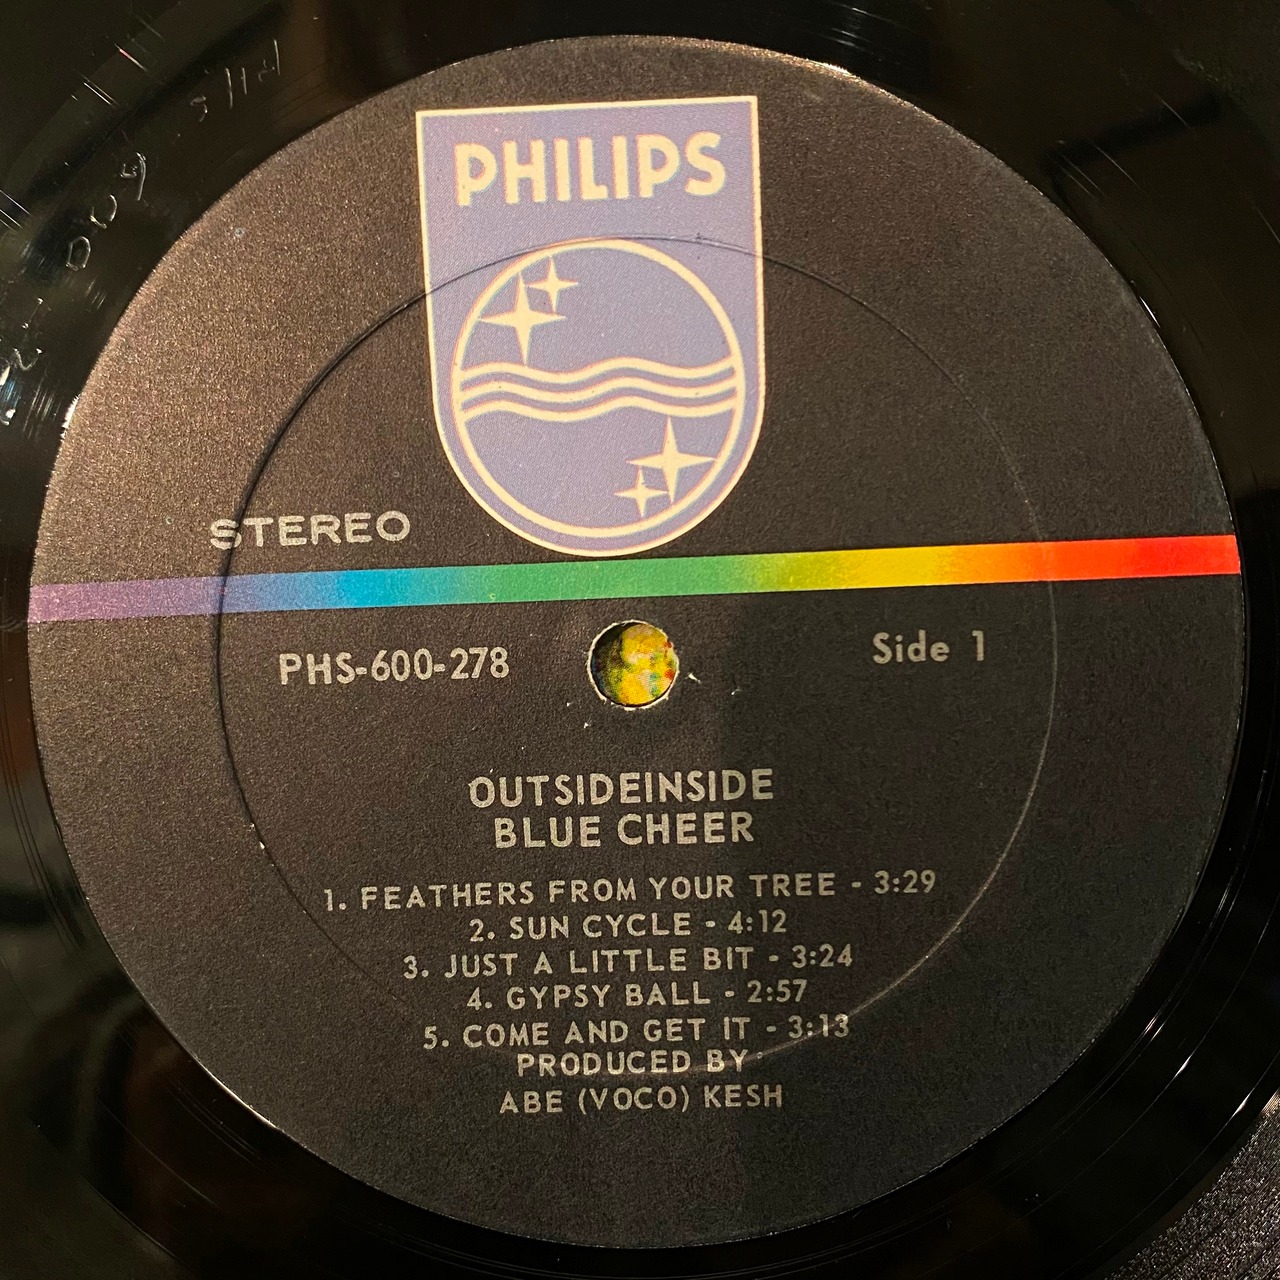 PHILIPS
STEREO
PHS-600-278
Side 1
OUTSIDEINSIDE
BLUE CHEER
1. FEATHERS FROM YOUR TREE - 3:29
2. SUN CYCLE - 4:12
3. JUST A LITTLE BIT - 3:24
4. GYPSY BALL - 2:57
5. COME AND GET IT - 3:13
PRODUCED BY:
ABE (VOCO) KESH